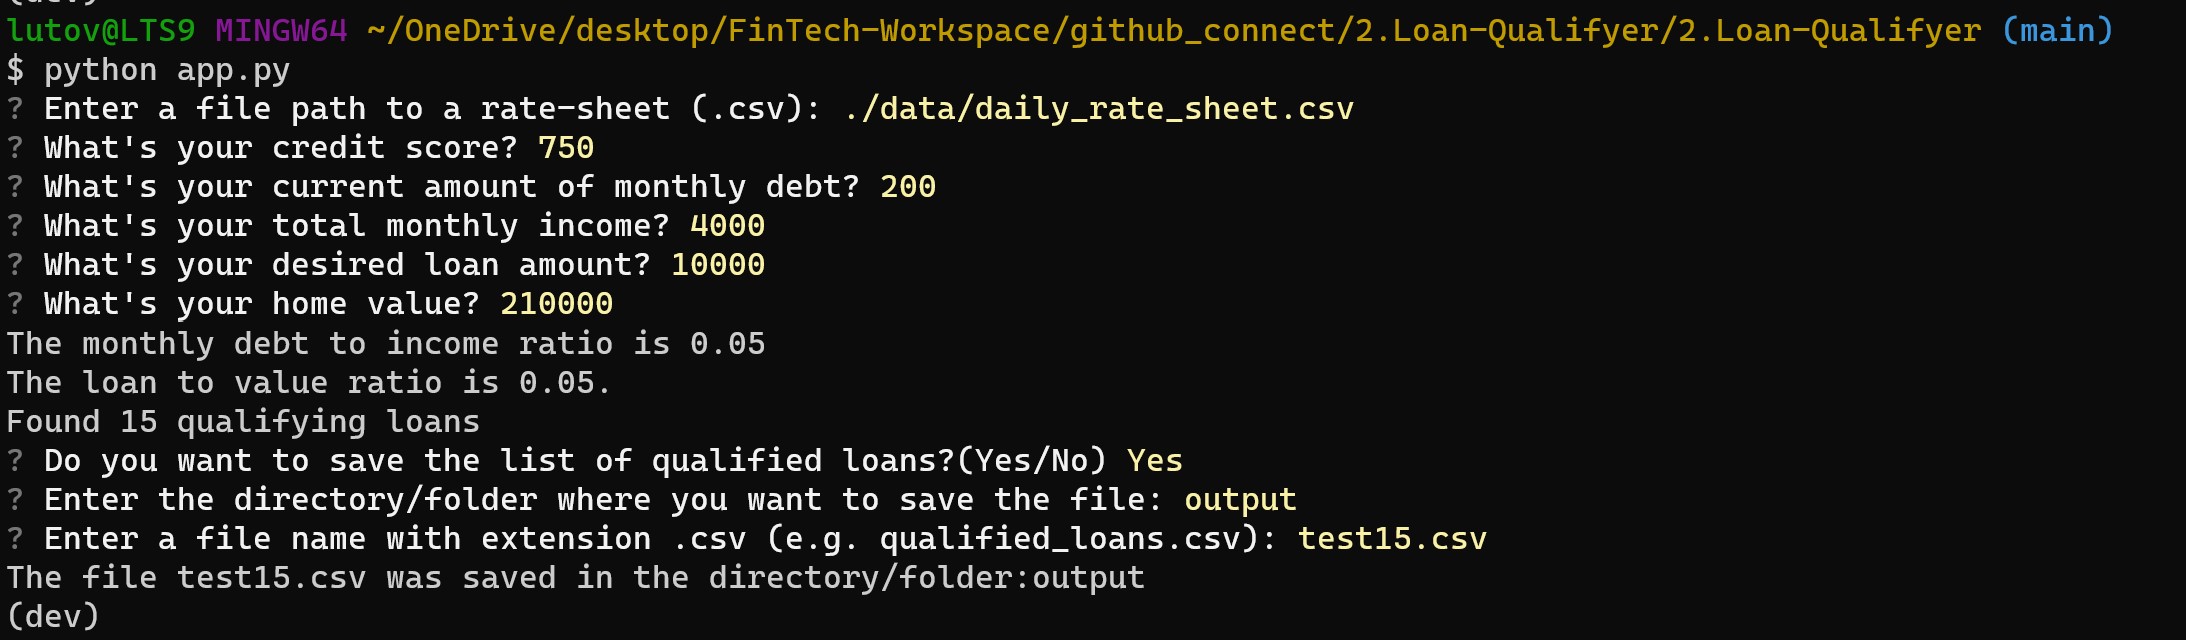 (dev)
lutov@LTS9 MINGW64 ~/OneDrive/desktop/FinTech-Workspace/github_connect/2.Loan-Qualifyer/2.Loan-Qualifyer (main)
$ python app.py
? Enter a file path to a rate-sheet (.csv): ./data/daily_rate_sheet.csv
? What's your credit score? 750
? What's your current amount of monthly debt? 200
? What's your total monthly income? 4000
? What's your desired loan amount? 10000
? What's your home value? 210000
The monthly debt to income ratio is 0.05
The loan to value ratio is 0.05.
Found 15 qualifying loans
? Do you want to save the list of qualified loans?(Yes/No) Yes
? Enter the directory/folder where you want to save the file: output
? Enter a file name with extension .csv (e.g. qualified_loans.csv): test15.csv
The file test15.csv was saved in the directory/folder:output
(dev)